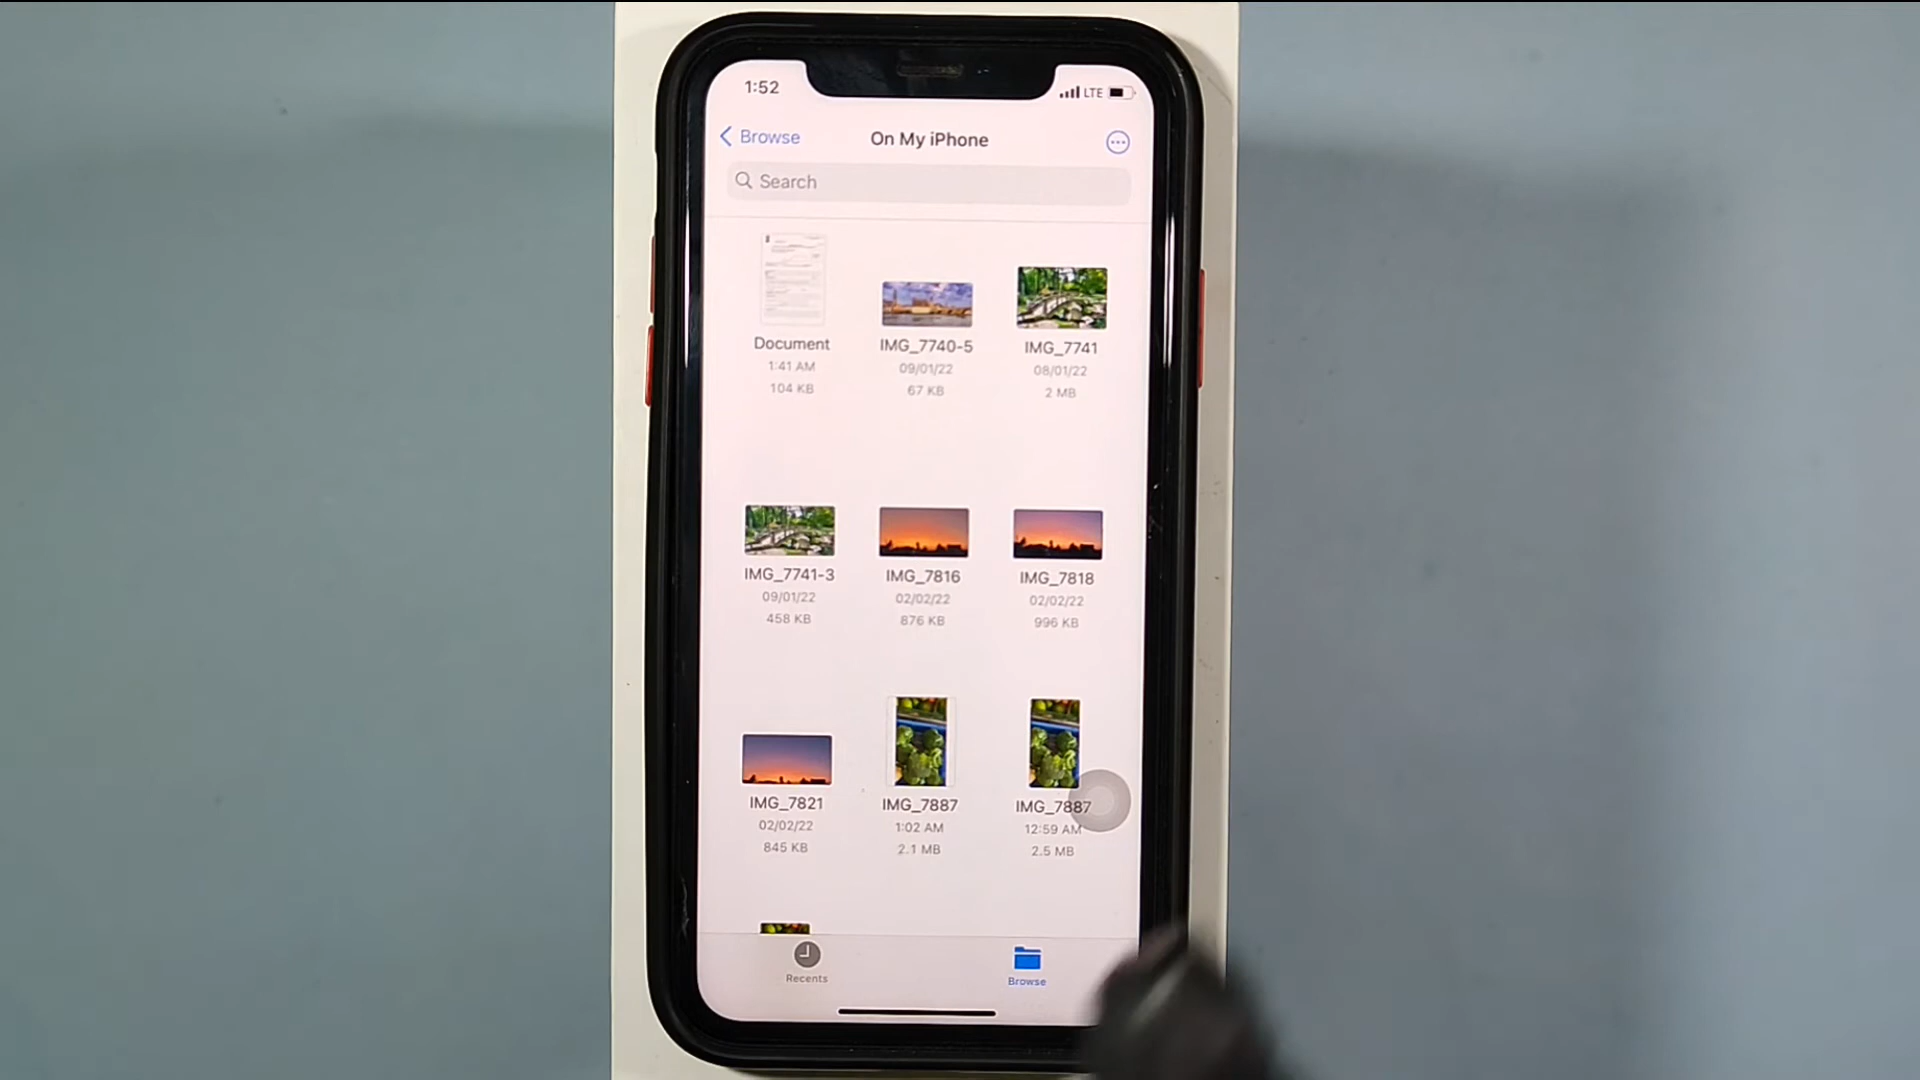 1:52
LTE
Browse
On My iPhone
Search
Document
1:41 AM
104 KB
IMG_7740-5
09/01/22
67 KB
IMG_7741
08/01/22
2 MB
IMG_7741-3
09/01/22
458 KB
IMG_7816
02/02/22
876 KB
IMG_7818
02/02/22
996 KB
IMG_7821
02/02/22
845 KB
IMG_7887
1:02 AM
2.1 MB
IMG_7887
12:59 AM
2.5 MB
Recents
Browse